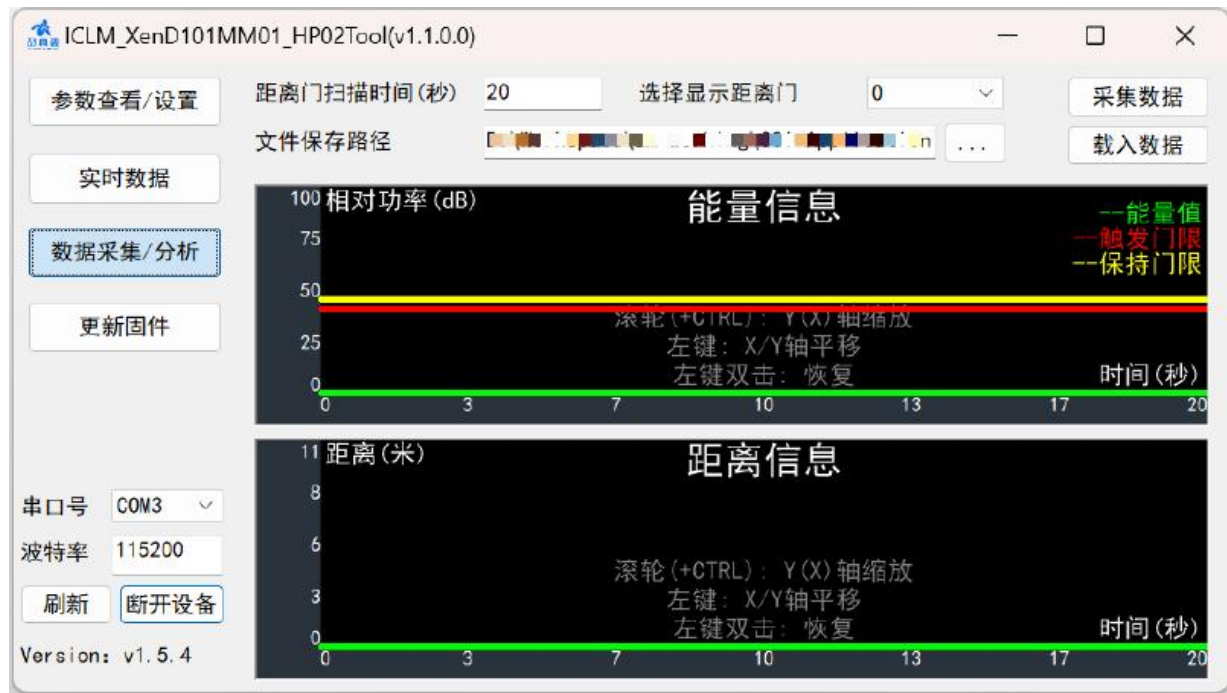 ICLM_XenD101MM01_HP02Tool(v1.1.0.0)
参数查看/设置
距离门扫描时间(秒) 20 选择显示距离门 0 采集数据
文件保存路径 ... 载入数据
实时数据
数据采集/分析
更新固件
100 相对功率(dB) 能量信息
--能量值
75
--触发门限
--保持门限
50
滚轮(+CTRL): Y(X)轴缩放
25
左键: X/Y轴平移
左键双击: 恢复
0
时间(秒)
0 3 7 10 13 17 20
11 距离(米) 距离信息
8
6
滚轮(+CTRL): Y(X)轴缩放
3
左键: X/Y轴平移
左键双击: 恢复
0
时间(秒)
0 3 7 10 13 17 20
串口号 COM3
波特率 115200
刷新 断开设备
Version: v1.5.4